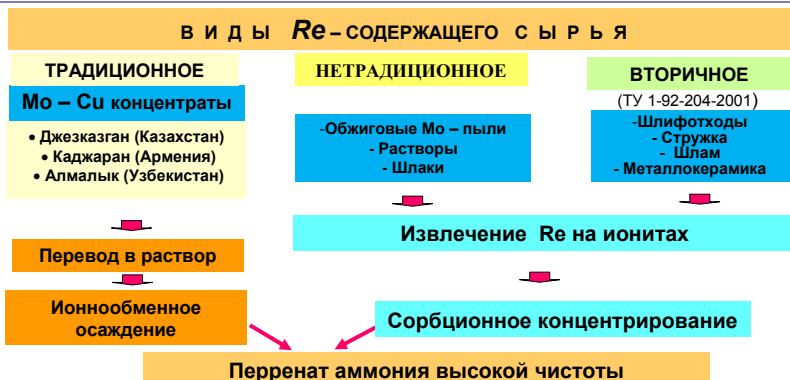 В И Д Ы Re – СОДЕРЖАЩЕГО С Ы Р Ь Я
ТРАДИЦИОННОЕ
Mo – Cu концентраты
• Джезказган (Казахстан)
• Каджаран (Армения)
• Алмалык (Узбекистан)
НЕТРАДИЦИОННОЕ
-Обжиговые Мо – пыли
- Растворы
- Шлаки
ВТОРИЧНОЕ
(ТУ 1-92-204-2001)
-Шлифотходы
- Стружка
- Шлам
- Металлокерамика
Перевод в раствор
Ионнообменное
осаждение
Извлечение Re на ионитах
Сорбционное концентрирование
Перренат аммония высокой чистоты